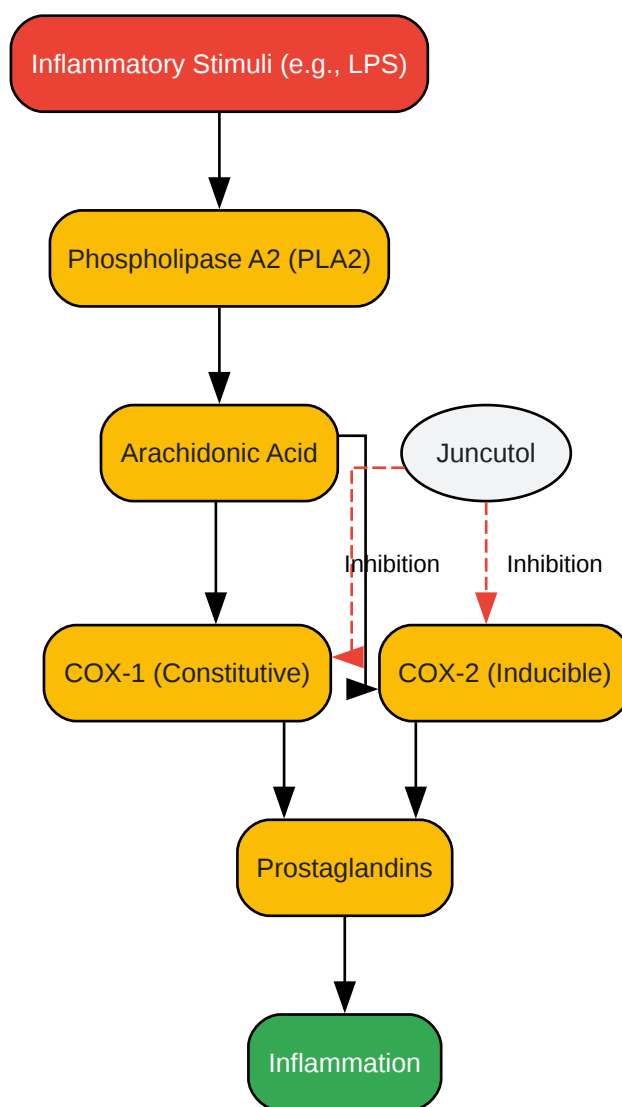 Inflammatory Stimuli (e.g., LPS)
Phospholipase A2 (PLA2)
Arachidonic Acid
Juncutol
Inhibition
Inhibition
COX-1 (Constitutive)
COX-2 (Inducible)
Prostaglandins
Inflammation